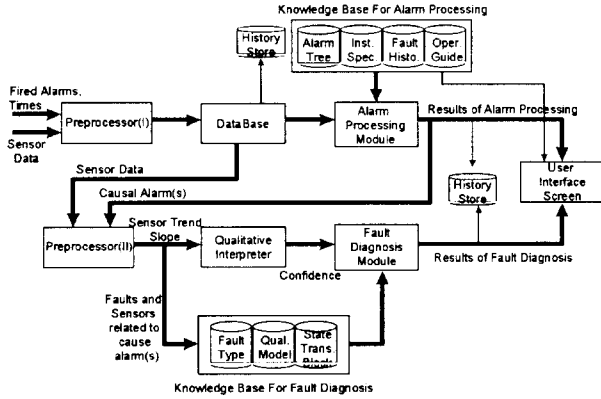 Knowledge Base For Alarm Processing
History
Store
Alarm
Tree
Inst.
Spec.
Fault
Histo.
Oper.
Guide
Fired Alarms,
Times
Sensor
Data
Preprocessor(I)
DataBase
Alarm
Processing
Module
Results of Alarm Processing
Sensor Data
Causal Alarm(s)
History
Store
User
Interface
Screen
Preprocessor(II)
Sensor Trend
Slope
Qualitative
Interpreter
Confidence
Fault
Diagnosis
Module
Results of Fault Diagnosis
Faults and
Sensors
related to
cause
alarm(s)
Fault
Type
Qual.
Model
State
Trans.
Block
Knowledge Base For Fault Diagnosis